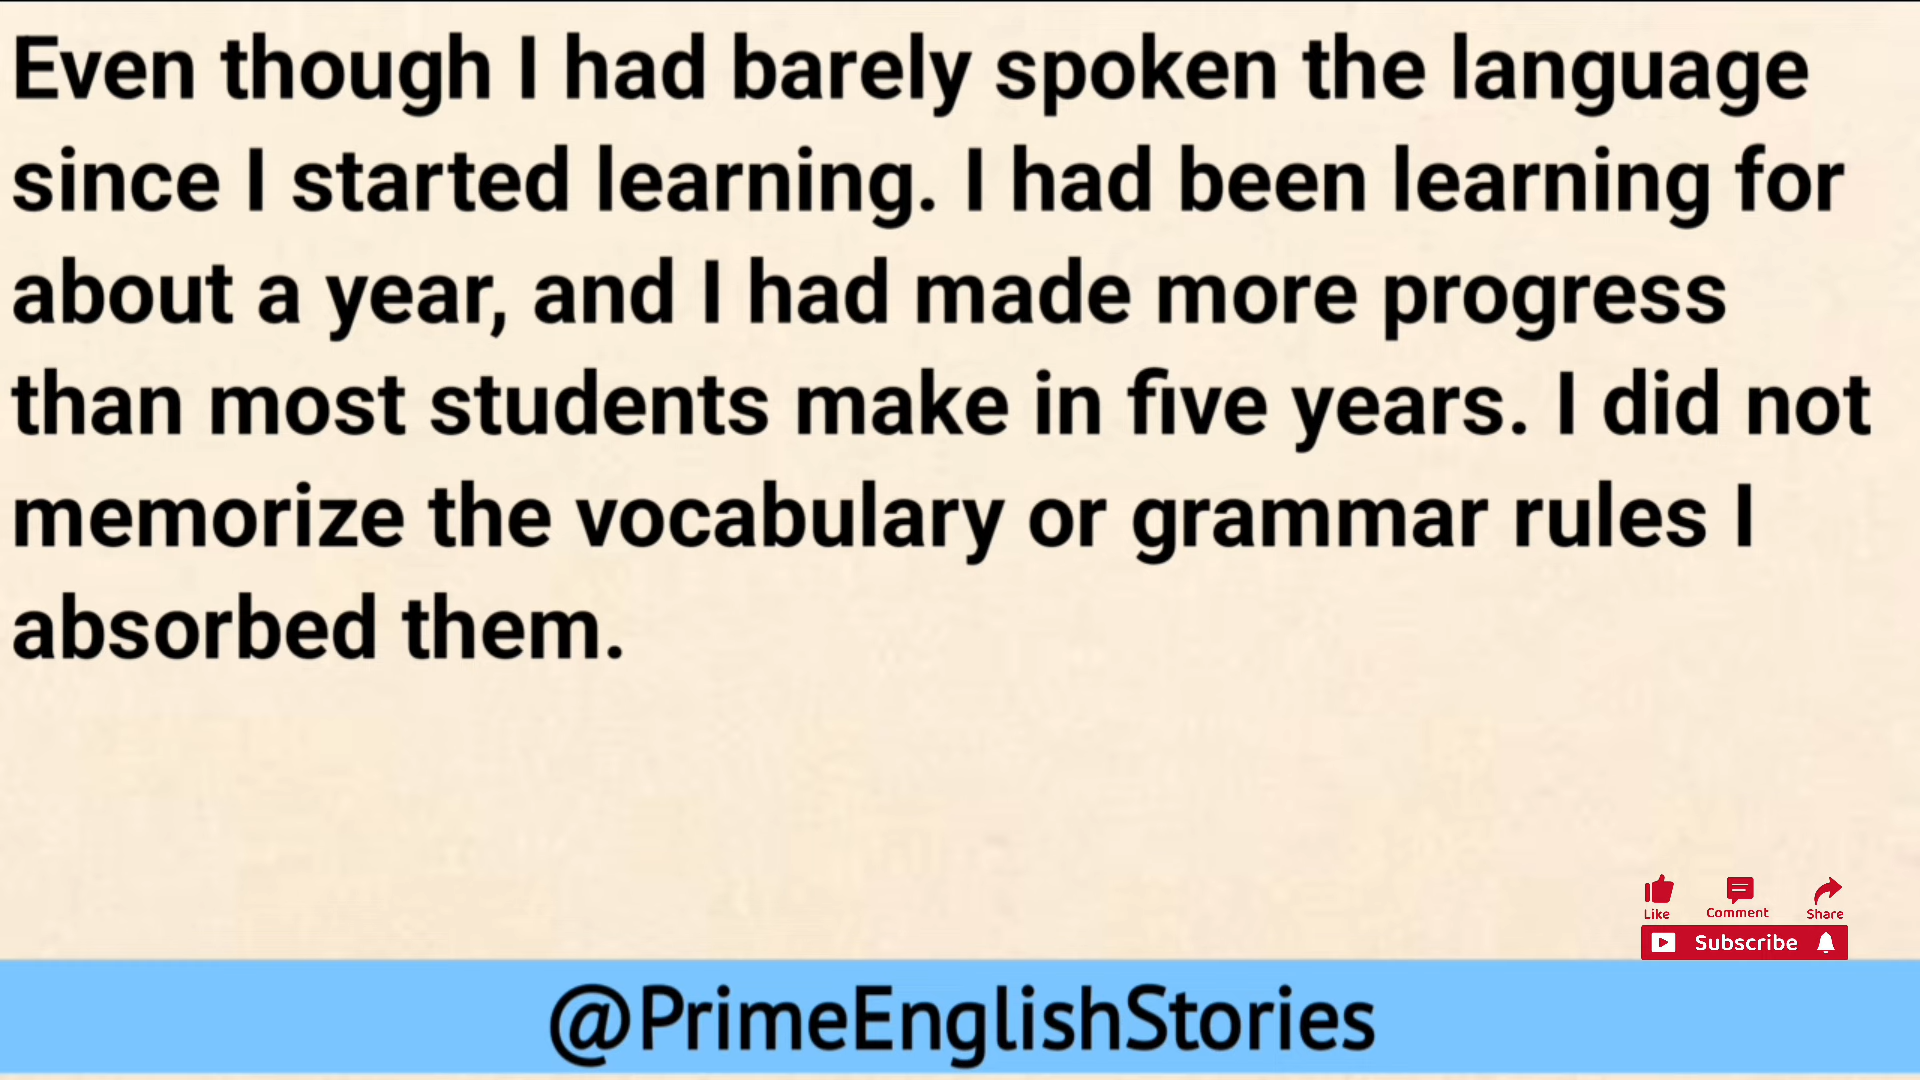 Even though I had barely spoken the language
since I started learning. I had been learning for
about a year, and I had made more progress
than most students make in five years. I did not
memorize the vocabulary or grammar rules I
absorbed them.
Like Comment Share
Subscribe
@PrimeEnglishStories